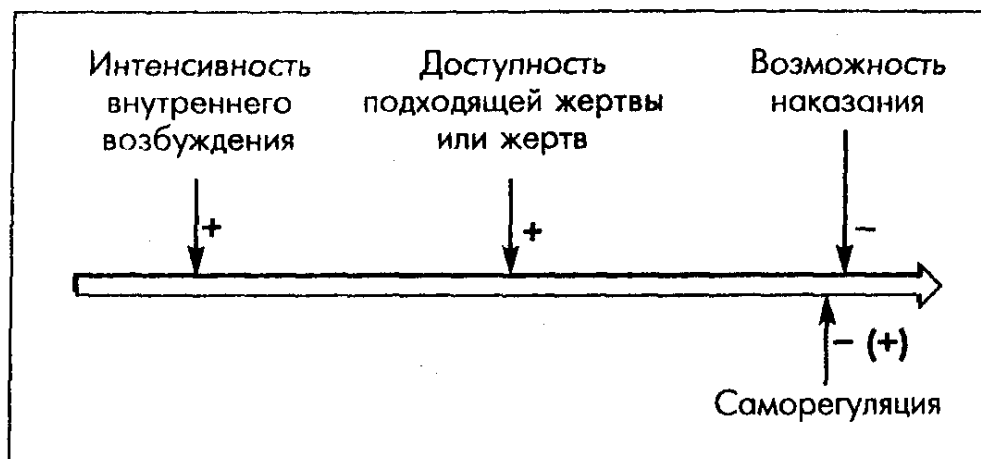 Интенсивность
внутреннего
возбуждения
Доступность
подходящей жертвы
или жертв
Возможность
наказания
+
+
–
– (+)
Саморегуляция